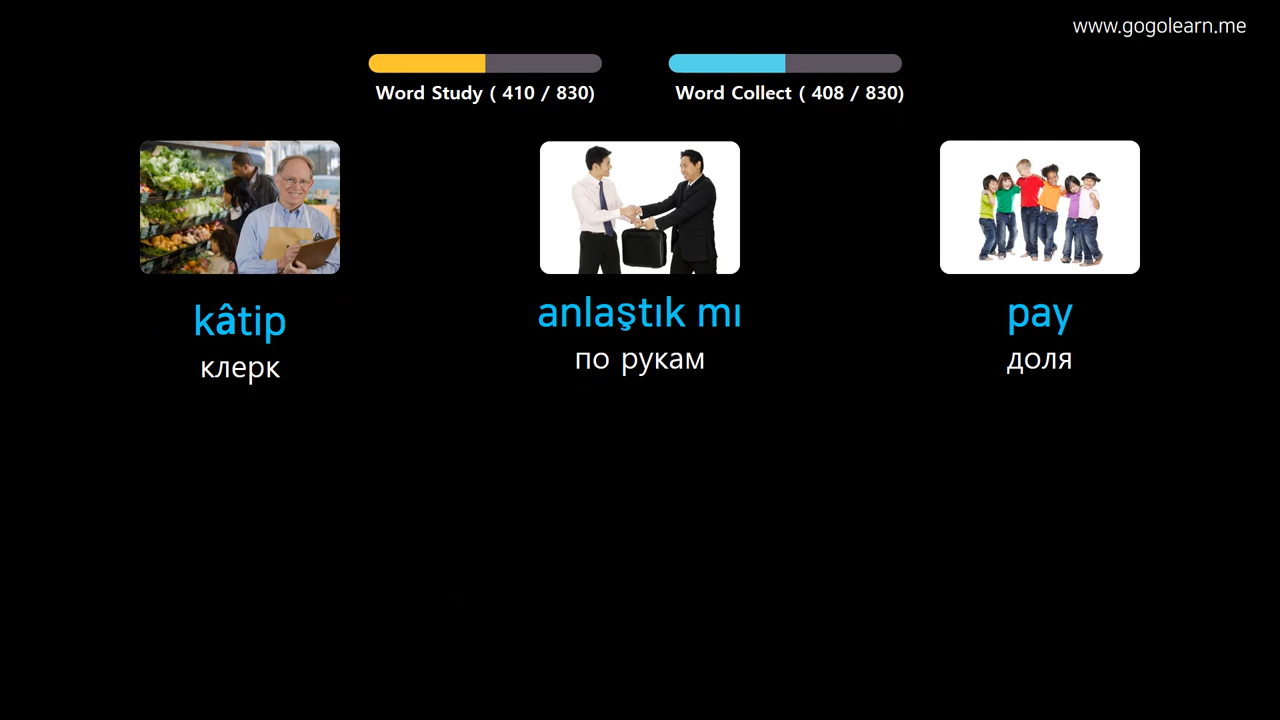 www.gogolearn.me
Word Study ( 410 / 830)
Word Collect ( 408 / 830)
kâtip
клерк
anlaştık mı
по рукам
pay
доля